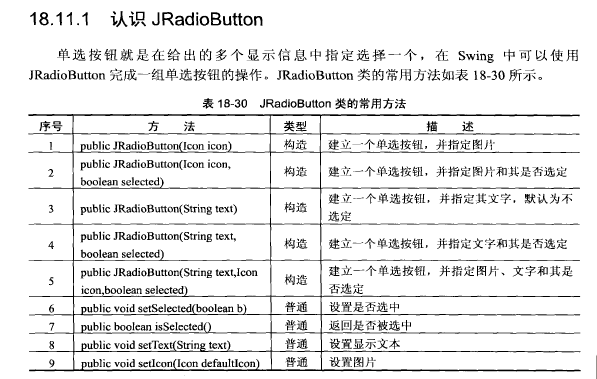 18.11.1 认识 JRadioButton
单选按钮就是在给出的多个显示信息中指定选择一个，在 Swing 中可以使用
JRadioButton 完成一组单选按钮的操作。JRadioButton 类的常用方法如表 18-30 所示。
表 18-30 JRadioButton 类的常用方法
序号 方 法 类型 描 述
1 public JRadioButton(Icon icon) 构造 建立一个单选按钮，并指定图片
2 public JRadioButton(Icon icon, 构造 建立一个单选按钮，并指定图片和其是否选定
boolean selected)
3 public JRadioButton(String text) 构造 建立一个单选按钮，并指定其文字，默认为不
选定
4 public JRadioButton(String text, 构造 建立一个单选按钮，并指定文字和其是否选定
boolean selected)
5 public JRadioButton(String text,Icon 构造 建立一个单选按钮，并指定图片、文字和其是
icon,boolean selected) 否选定
6 public void setSelected(boolean b) 普通 设置是否选中
7 public boolean isSelected() 普通 返回是否被选中
8 public void setText(String text) 普通 设置显示文本
9 public void setIcon(Icon defaultIcon) 普通 设置图片